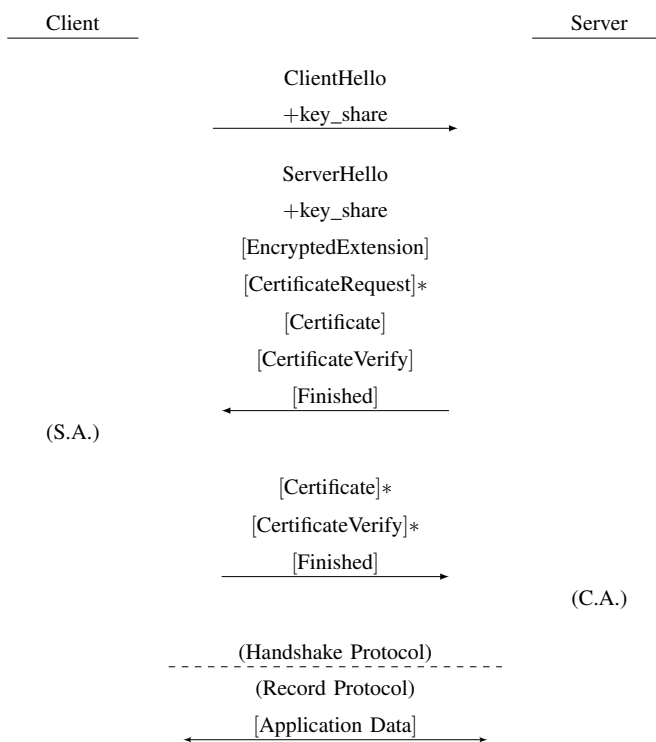 Client
Server
ClientHello
+key_share
ServerHello
+key_share
[EncryptedExtension]
[CertificateRequest]∗
[Certificate]
[CertificateVerify]
[Finished]
(S.A.)
[Certificate]∗
[CertificateVerify]∗
[Finished]
(C.A.)
(Handshake Protocol)
(Record Protocol)
[Application Data]